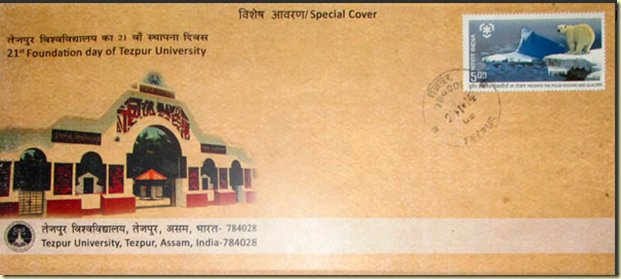 विशेष आवरण/ Special Cover
तेजपुर विश्वविद्यालय का 21 वाँ स्थापना दिवस
21st Foundation day of Tezpur University
भारत INDIA
5.00
तेजपुर
TEZPUR
तेजपुर विश्वविद्यालय, तेजपुर, असम, भारत- 784028
Tezpur University, Tezpur, Assam, India-784028